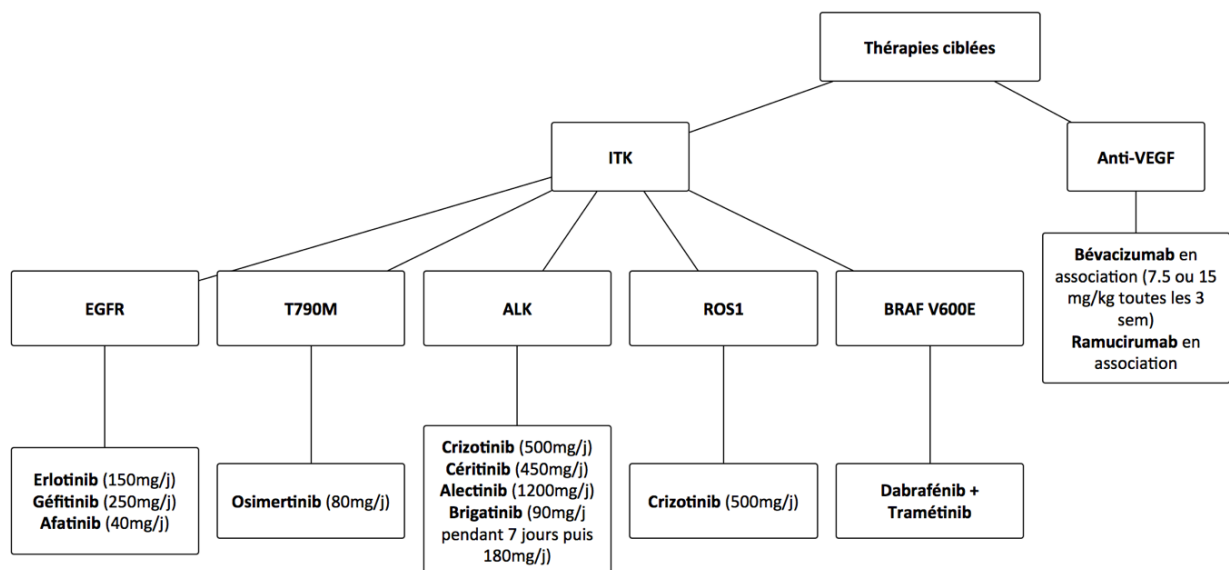 Thérapies ciblées
ITK
Anti-VEGF
EGFR
T790M
ALK
ROS1
BRAF V600E
Bévacizumab en
association (7.5 ou 15
mg/kg toutes les 3
sem)
Ramucirumab en
association
Erlotinib (150mg/j)
Géfitinib (250mg/j)
Afatinib (40mg/j)
Osimertinib (80mg/j)
Crizotinib (500mg/j)
Céritinib (450mg/j)
Alectinib (1200mg/j)
Brigatinib (90mg/j
pendant 7 jours puis
180mg/j)
Crizotinib (500mg/j)
Dabrafénib +
Tramétinib